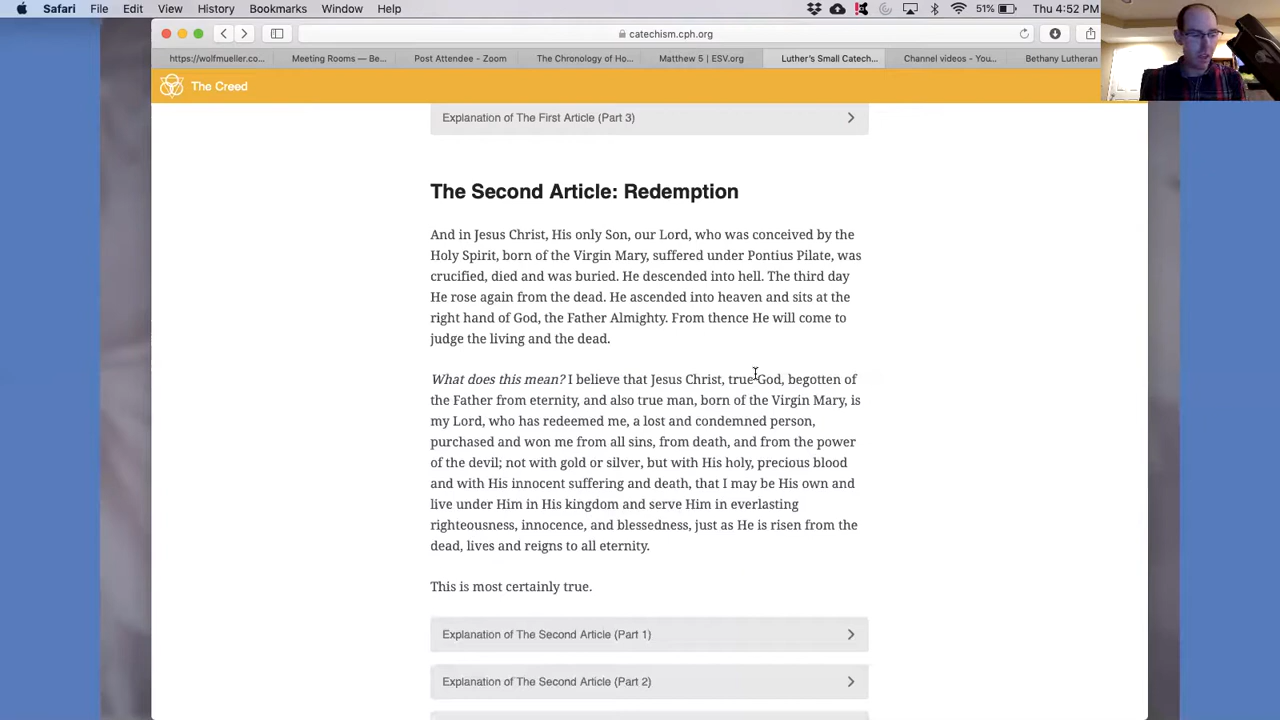 Safari File Edit View History Bookmarks Window Help 51% Thu 4:52 PM
catechism.cph.org
https://wolfmueller.co... Meeting Rooms — Be... Post Attendee - Zoom The Chronology of Ho... Matthew 5 | ESV.org Luther's Small Catech... Channel videos - You... Bethany Lutheran
The Creed
Explanation of The First Article (Part 3)
The Second Article: Redemption
And in Jesus Christ, His only Son, our Lord, who was conceived by the
Holy Spirit, born of the Virgin Mary, suffered under Pontius Pilate, was
crucified, died and was buried. He descended into hell. The third day
He rose again from the dead. He ascended into heaven and sits at the
right hand of God, the Father Almighty. From thence He will come to
judge the living and the dead.
What does this mean? I believe that Jesus Christ, true God, begotten of
the Father from eternity, and also true man, born of the Virgin Mary, is
my Lord, who has redeemed me, a lost and condemned person,
purchased and won me from all sins, from death, and from the power
of the devil; not with gold or silver, but with His holy, precious blood
and with His innocent suffering and death, that I may be His own and
live under Him in His kingdom and serve Him in everlasting
righteousness, innocence, and blessedness, just as He is risen from the
dead, lives and reigns to all eternity.
This is most certainly true.
Explanation of The Second Article (Part 1)
Explanation of The Second Article (Part 2)